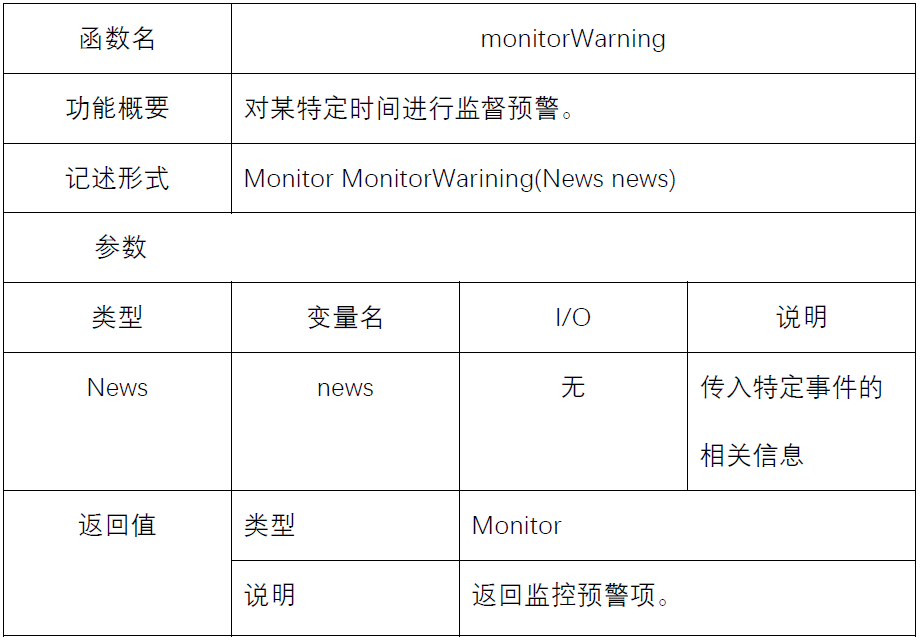 函数名 monitorWarning
功能概要 对某特定时间进行监督预警。
记述形式 Monitor MonitorWarining(News news)
参数
类型 变量名 I/O 说明
News news 无 传入特定事件的
相关信息
返回值 类型 Monitor
说明 返回监控预警项。